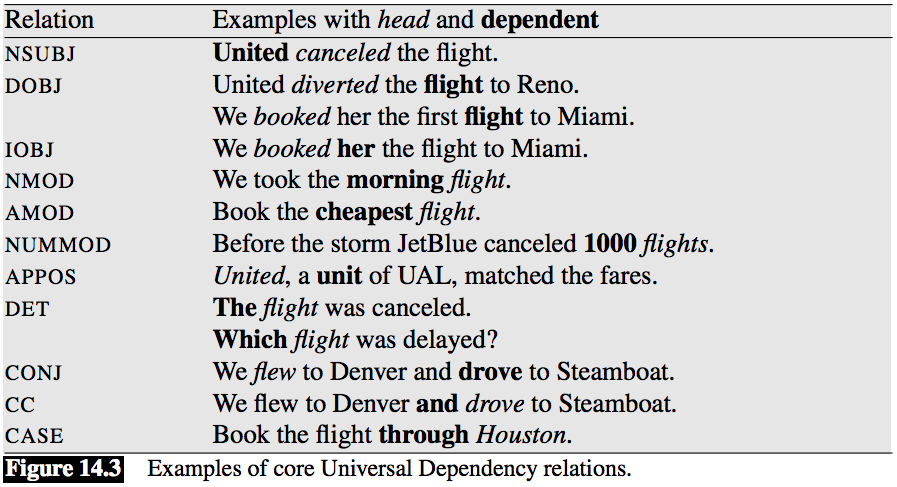 Relation Examples with head and dependent
NSUBJ United canceled the flight.
DOBJ United diverted the flight to Reno.
We booked her the first flight to Miami.
IOBJ We booked her the flight to Miami.
NMOD We took the morning flight.
AMOD Book the cheapest flight.
NUMMOD Before the storm JetBlue canceled 1000 flights.
APPOS United, a unit of UAL, matched the fares.
DET The flight was canceled.
Which flight was delayed?
CONJ We flew to Denver and drove to Steamboat.
CC We flew to Denver and drove to Steamboat.
CASE Book the flight through Houston.
Figure 14.3 Examples of core Universal Dependency relations.